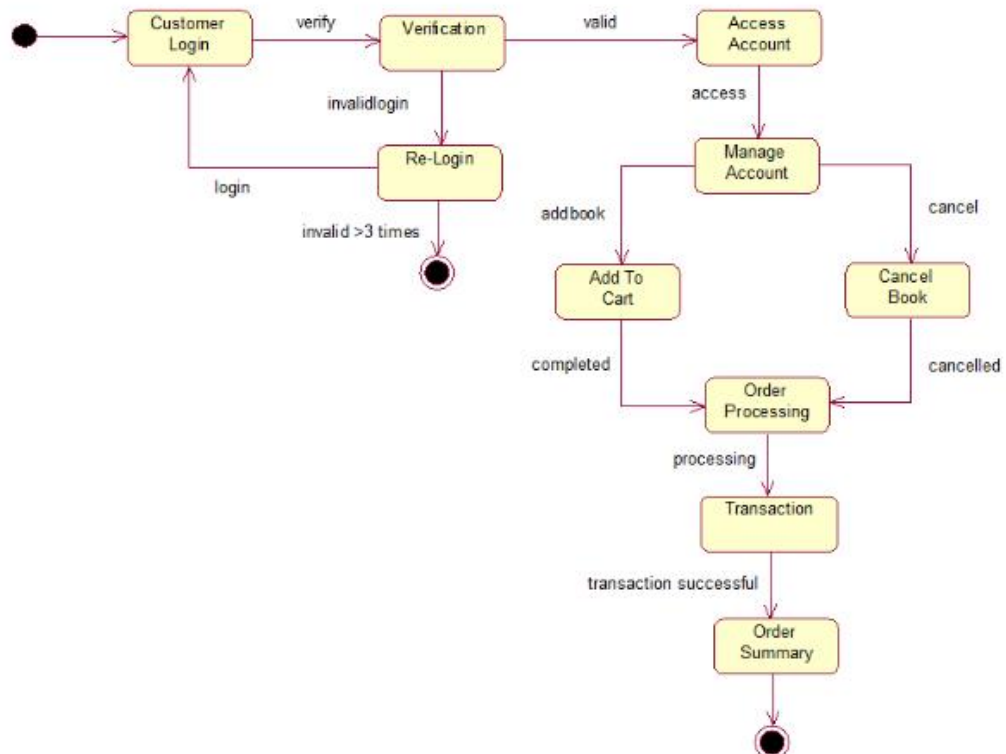 Customer
Login
verify
Verification
valid
Access
Account
invalidlogin
access
Re-Login
Manage
Account
login
addbook
cancel
invalid >3 times
Add To
Cart
Cancel
Book
completed
cancelled
Order
Processing
processing
Transaction
transaction successful
Order
Summary